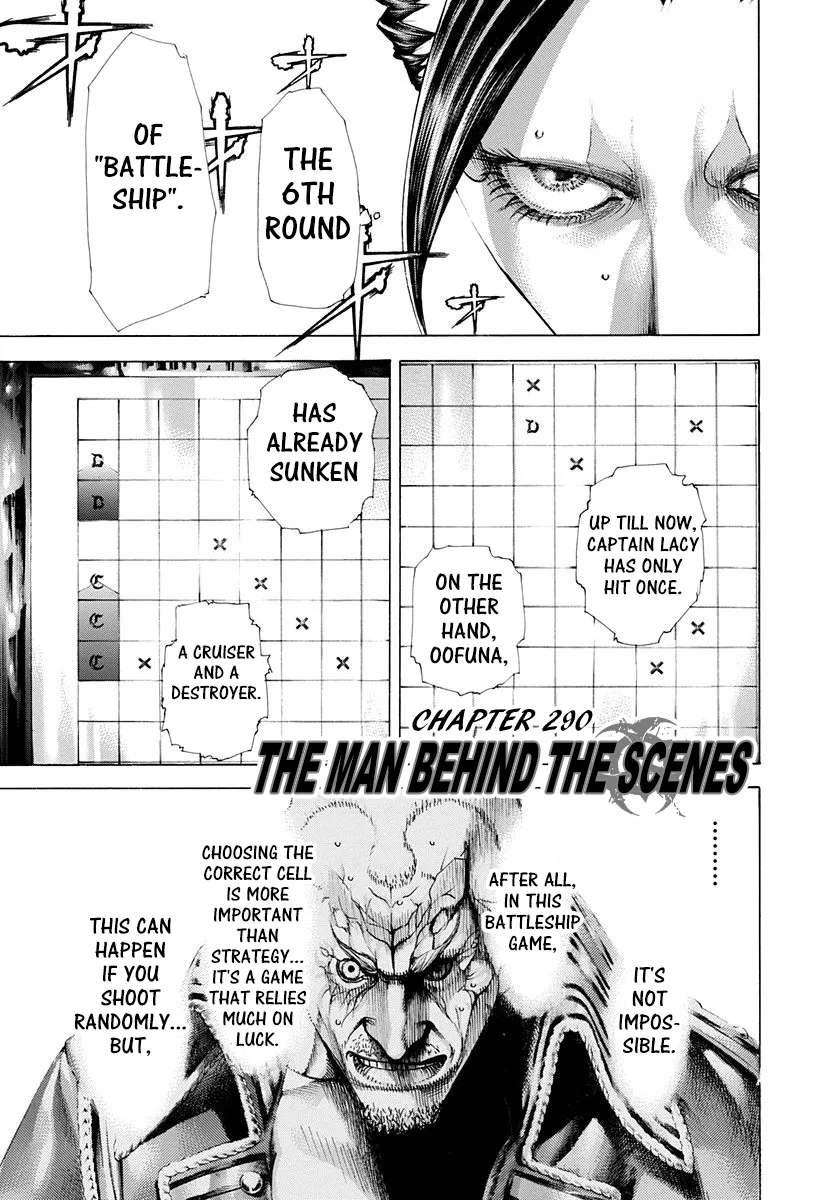 THE
6TH
ROUND
OF
"BATTLE-
SHIP".
D
UP TILL NOW,
CAPTAIN LACY
HAS ONLY
HIT ONCE.
ON THE
OTHER
HAND,
OOFUNA,
HAS
ALREADY
SUNKEN
D
D
C
C
C
A CRUISER
AND A
DESTROYER.
CHAPTER 290
THE MAN BEHIND THE SCENES
........
IT'S
NOT
IMPOS-
SIBLE.
AFTER ALL,
IN THIS
BATTLESHIP
GAME,
CHOOSING THE
CORRECT CELL
IS MORE
IMPORTANT
THAN
STRATEGY...
IT'S A GAME
THAT RELIES
MUCH ON
LUCK.
THIS CAN
HAPPEN
IF YOU
SHOOT
RANDOMLY...
BUT,